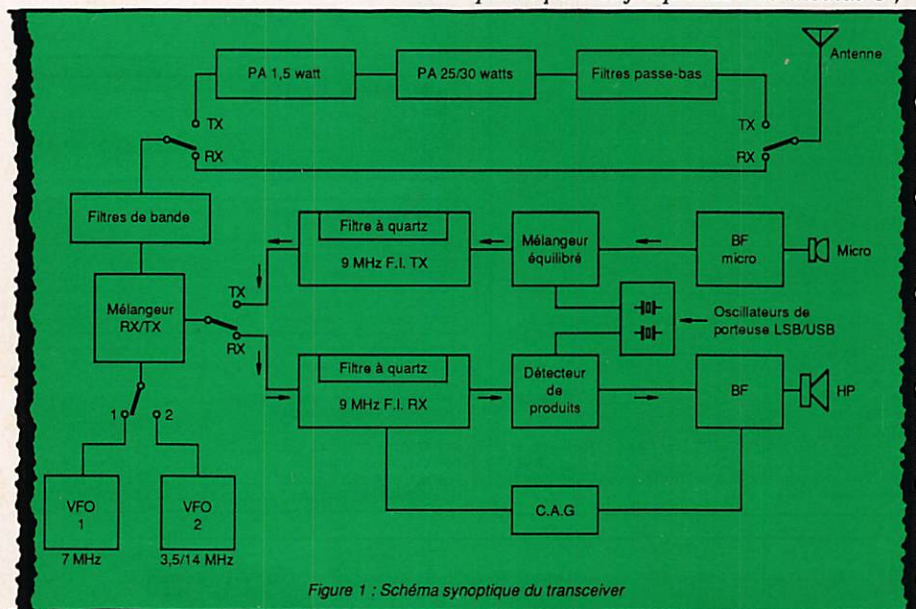 PA 1,5 watt
PA 25/30 watts
Filtres passe-bas
Antenne
TX
RX
TX
RX
Filtres de bande
Filtre à quartz
9 MHz F.I. TX
Mélangeur
équilibré
BF
micro
Micro
Mélangeur
RX/TX
TX
RX
Oscillateurs de
porteuse LSB/USB
Filtre à quartz
9 MHz F.I. RX
Détecteur
de
produits
BF
HP
1
2
VFO
1
VFO
2
C.A.G
7 MHz
3,5/14 MHz
Figure 1 : Schéma synoptique du transceiver